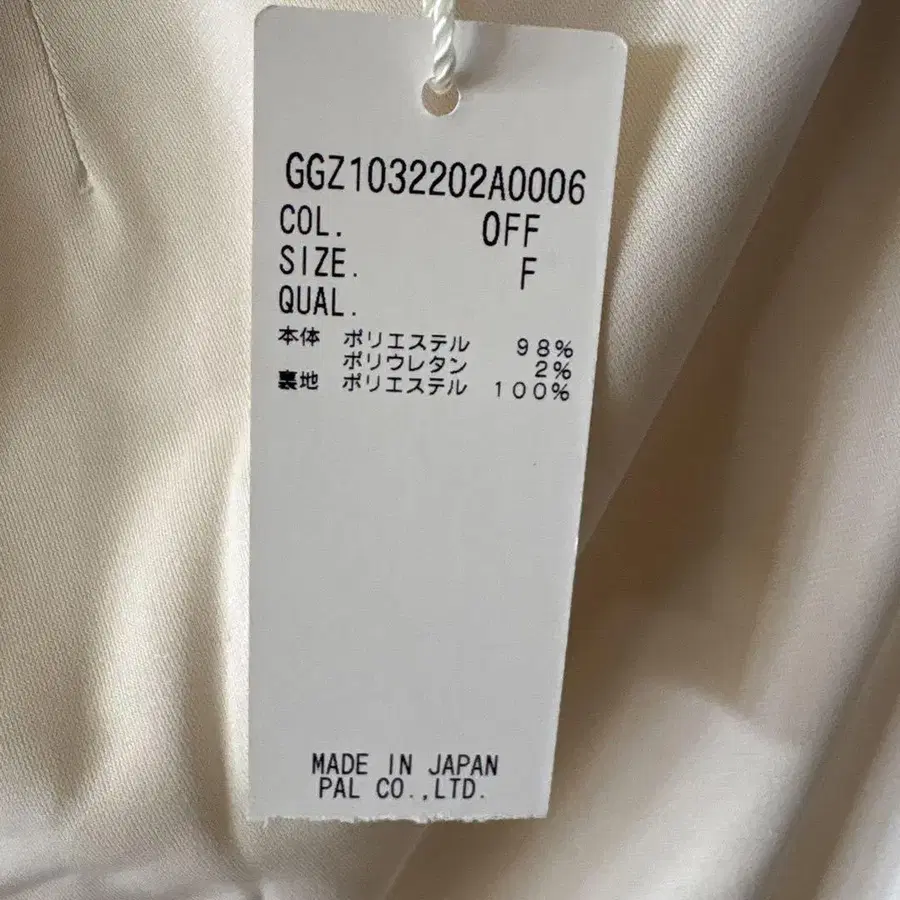 GGZ1032202A0006
COL. OFF
SIZE. F
QUAL.
本体 ポリエステル 98%
ポリウレタン 2%
裏地 ポリエステル 100%
MADE IN JAPAN
PAL CO.,LTD.